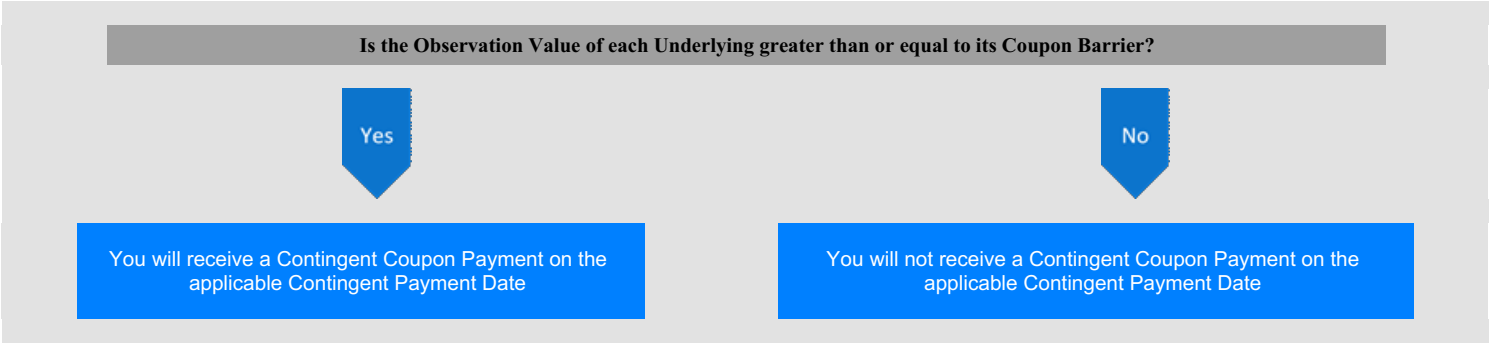 Is the Observation Value of each Underlying greater than or equal to its Coupon Barrier?
Yes
No
You will receive a Contingent Coupon Payment on the
applicable Contingent Payment Date
You will not receive a Contingent Coupon Payment on the
applicable Contingent Payment Date